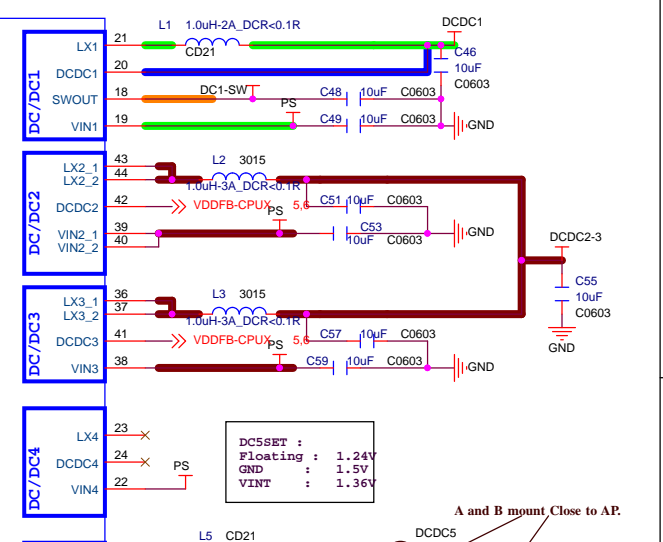 DCDC1
L1 1.0uH-2A_DCR<0.1R
DC/DC1
LX1 21
CD21
C46
10uF
C0603
DCDC1 20
SWOUT 18
DC1-SW
C48 10uF C0603
PS
VIN1 19
C49 10uF C0603
GND
DC/DC2
LX2_1 43
LX2_2 44
L2 3015
1.0uH-3A_DCR<0.1R
DCDC2 42
VDDFB-CPUX 5,6
PS
C51 10uF C0603
VIN2_1 39
VIN2_2 40
C53
10uF C0603
GND
DCDC2-3
C55
10uF
C0603
GND
DC/DC3
LX3_1 36
LX3_2 37
L3 3015
1.0uH-3A_DCR<0.1R
DCDC3 41
VDDFB-CPUX 5,6
PS
C57 10uF C0603
VIN3 38
C59 10uF C0603
GND
DC/DC4
LX4 23
DCDC4 24
VIN4 22
PS
DC5SET :
Floating : 1.24V
GND : 1.5V
VINT : 1.36V
A and B mount Close to AP.
L5 CD21
DCDC5